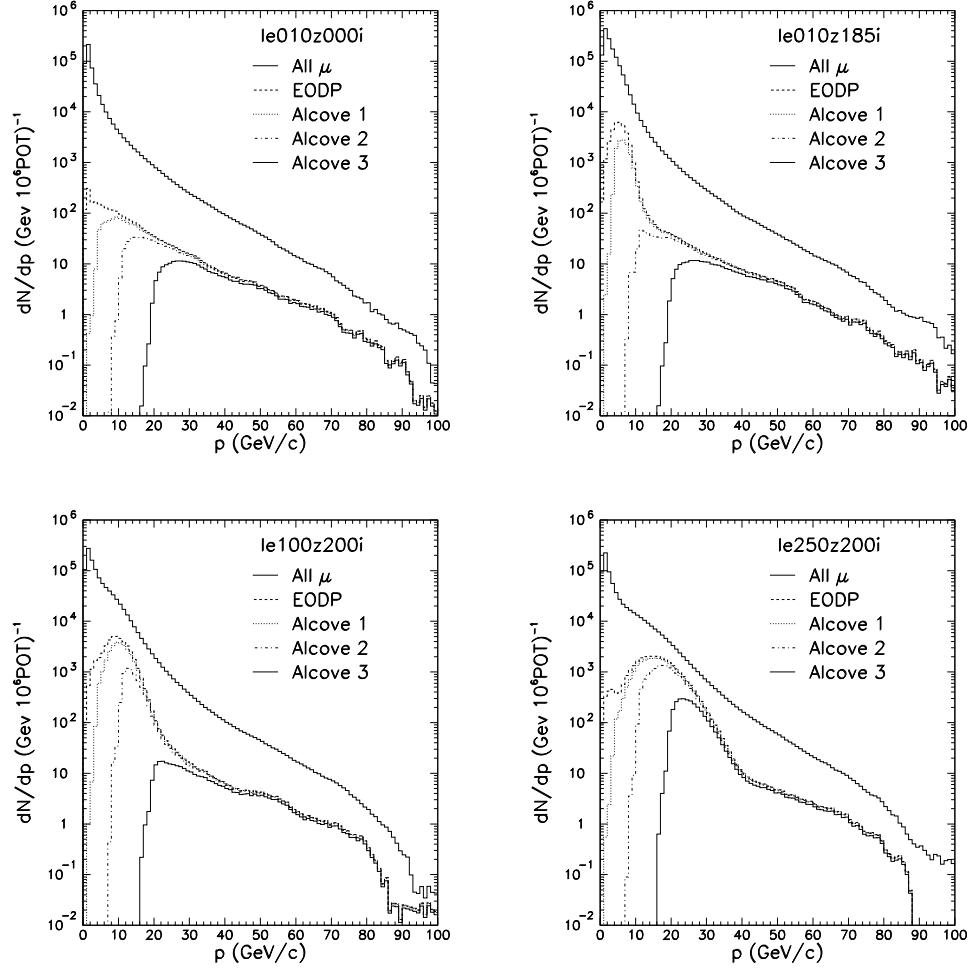 le010z000i
All μ
EODP
Alcove 1
Alcove 2
Alcove 3
dN/dp (Gev 10⁶POT)⁻¹
10⁶
10⁵
10⁴
10³
10²
10
1
10⁻¹
10⁻²
0 10 20 30 40 50 60 70 80 90 100
p (GeV/c)
le010z185i
All μ
EODP
Alcove 1
Alcove 2
Alcove 3
dN/dp (Gev 10⁶POT)⁻¹
10⁶
10⁵
10⁴
10³
10²
10
1
10⁻¹
10⁻²
0 10 20 30 40 50 60 70 80 90 100
p (GeV/c)
le100z200i
All μ
EODP
Alcove 1
Alcove 2
Alcove 3
dN/dp (Gev 10⁶POT)⁻¹
10⁶
10⁵
10⁴
10³
10²
10
1
10⁻¹
10⁻²
0 10 20 30 40 50 60 70 80 90 100
p (GeV/c)
le250z200i
All μ
EODP
Alcove 1
Alcove 2
Alcove 3
dN/dp (Gev 10⁶POT)⁻¹
10⁶
10⁵
10⁴
10³
10²
10
1
10⁻¹
10⁻²
0 10 20 30 40 50 60 70 80 90 100
p (GeV/c)